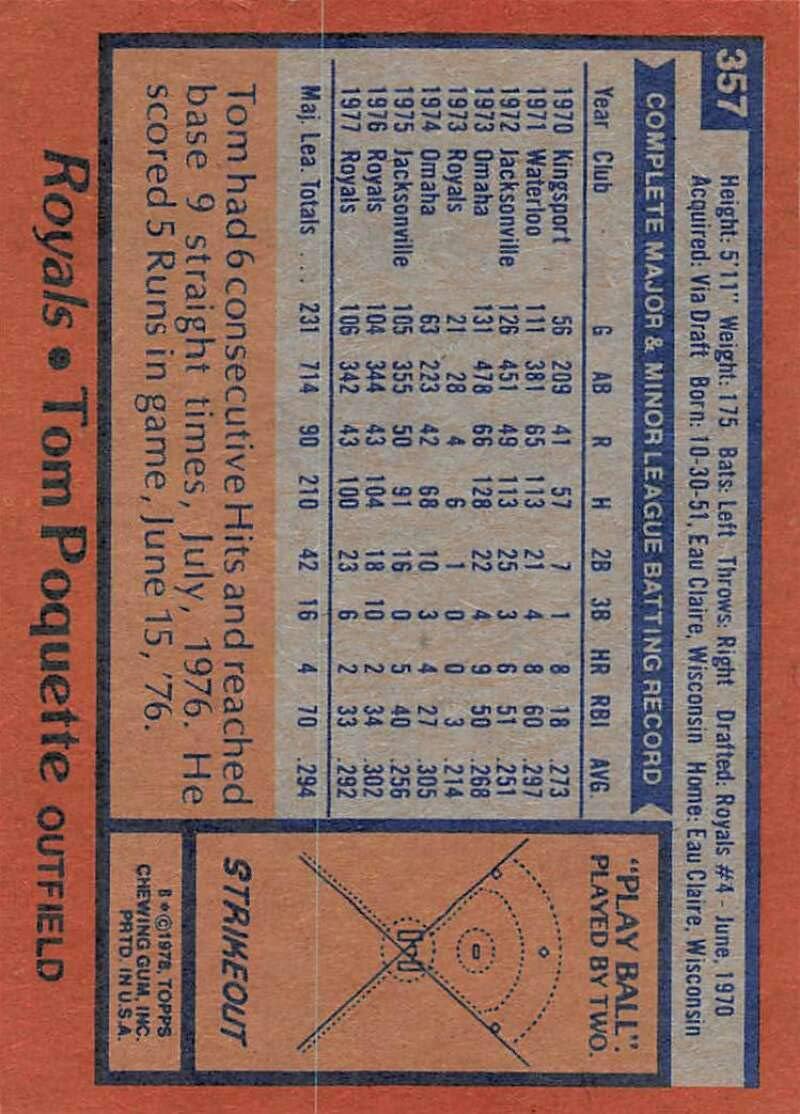 357
Height: 5'11" Weight: 175 Bats: Left Throws: Right Drafted: Royals #4 - June, 1970
Acquired: Via Draft Born: 10-30-51, Eau Claire, Wisconsin Home: Eau Claire, Wisconsin
COMPLETE MAJOR & MINOR LEAGUE BATTING RECORD
Year Club G AB R H 2B 3B HR RBI AVG.
1970 Kingsport 56 209 41 57 7 1 8 18 .273
1971 Waterloo 111 381 65 113 21 4 8 60 .297
1972 Jacksonville 126 451 49 113 25 3 6 51 .251
1973 Omaha 131 478 66 128 22 4 9 50 .268
1973 Royals 21 28 4 6 1 0 0 3 .214
1974 Omaha 63 223 42 68 10 3 4 27 .305
1975 Jacksonville 105 355 50 91 16 0 5 40 .256
1976 Royals 104 344 43 104 18 10 2 34 .302
1977 Royals 106 342 43 100 23 6 2 33 .292
Maj. Lea. Totals ... 231 714 90 210 42 16 4 70 .294
Tom had 6 consecutive Hits and reached
base 9 straight times, July, 1976. He
scored 5 Runs in game, June 15, '76.
"PLAY BALL".
PLAYED BY TWO.
STRIKEOUT
B*©1978, TOPPS
CHEWING GUM, INC.
PRTD. IN U.S.A.
Royals • Tom Poquette OUTFIELD